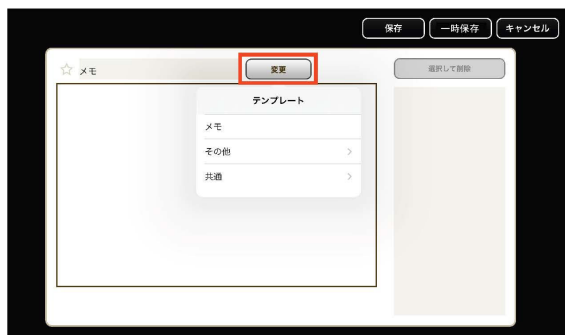 保存 一時保存 キャンセル
メモ 変更 選択して削除
テンプレート
メモ
その他
共通